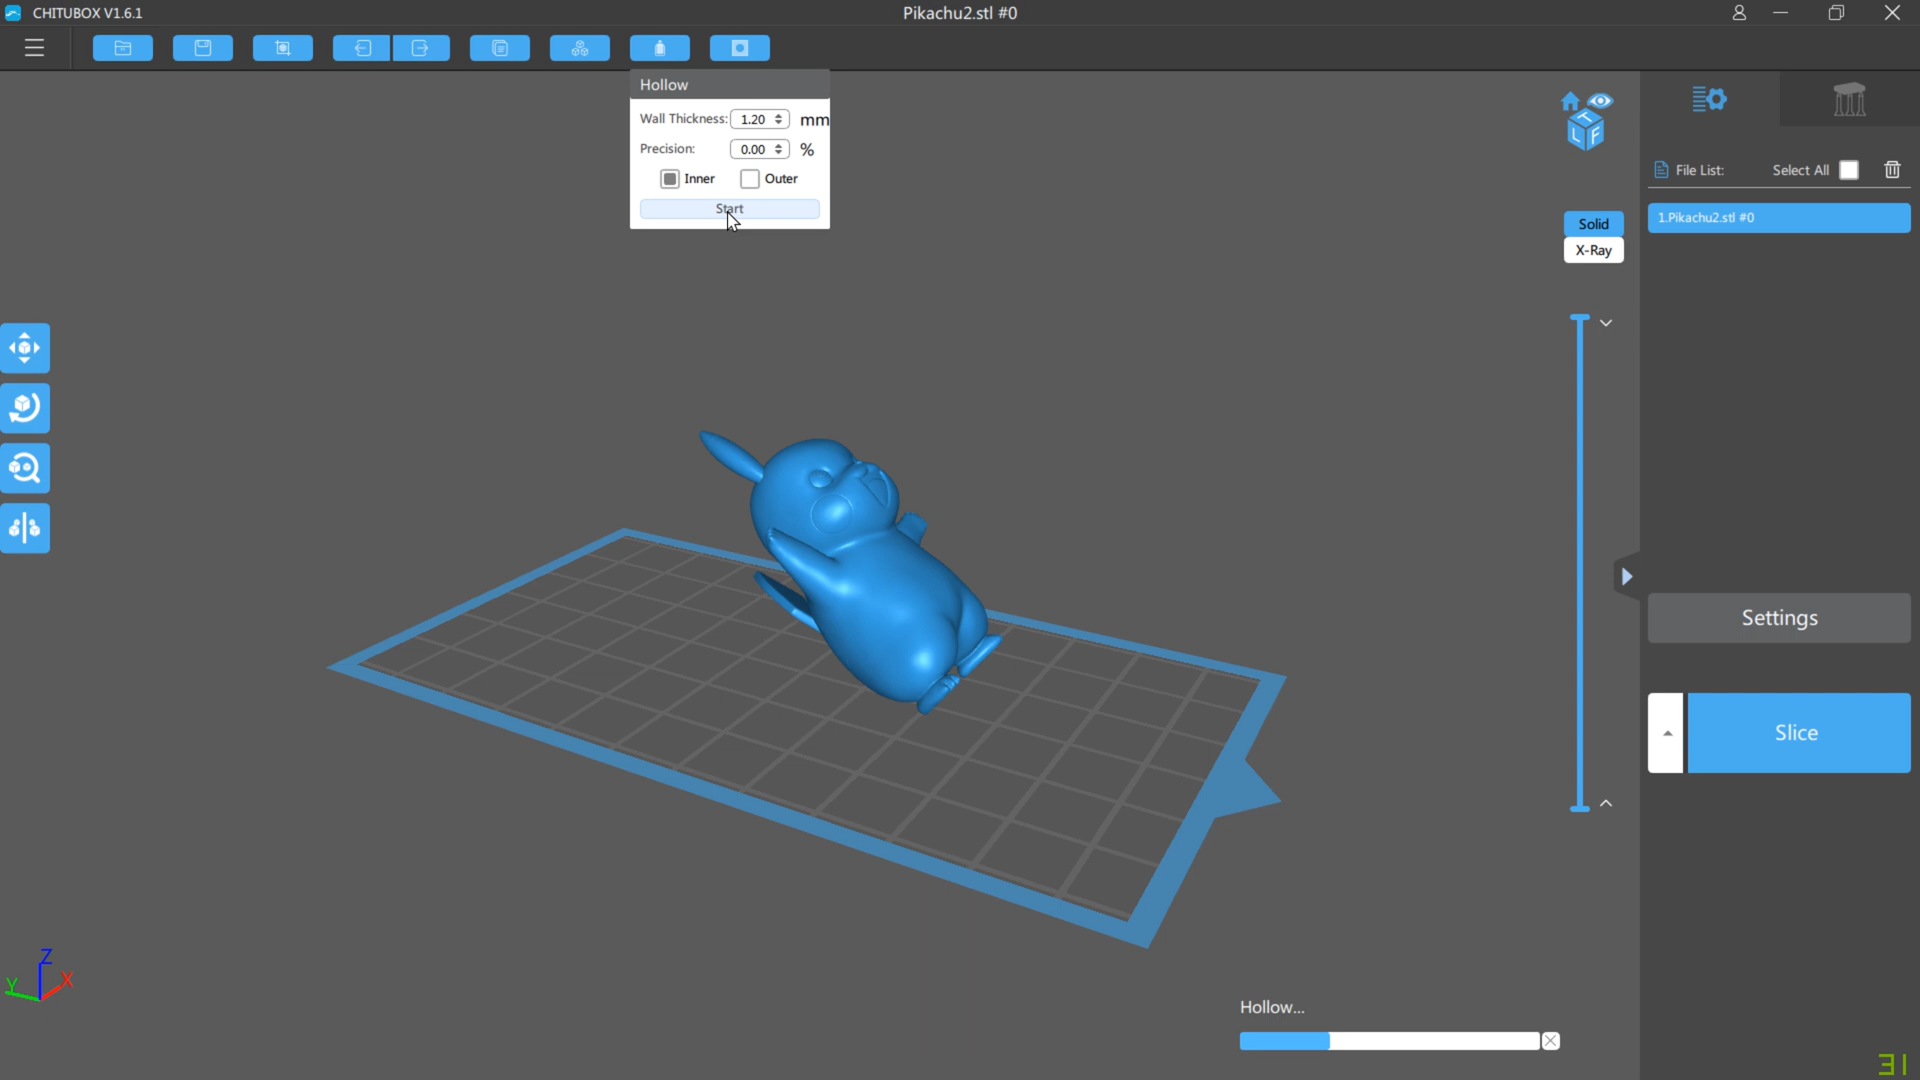 CHITUBOX V1.6.1
Pikachu2.stl #0
Hollow
Wall Thickness: 1.20 mm
Precision: 0.00 %
Inner Outer
Start
T
L F
File List: Select All
1.Pikachu2.stl #0
Solid
X-Ray
Settings
Slice
Z
Y X
Hollow...
31